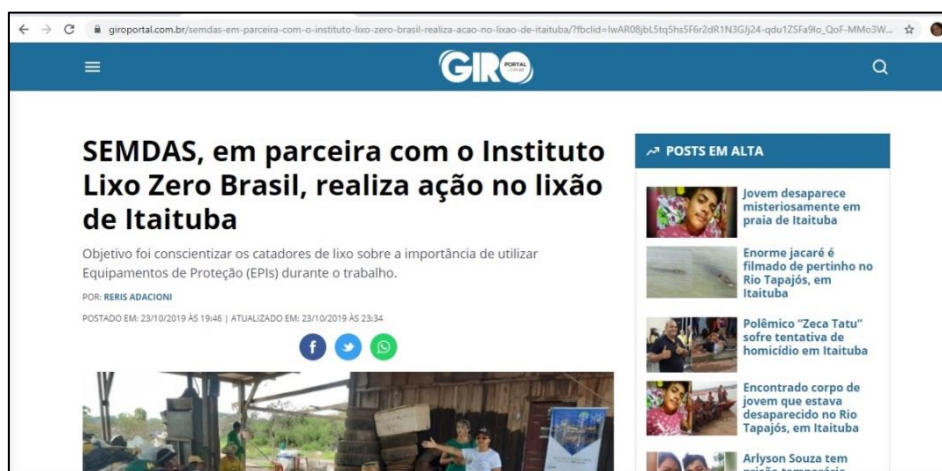 giroportal.com.br/semdas-em-parceira-com-o-instituto-lixo-zero-brasil-realiza-acao-no-lixao-de-itaituba/?fbclid=
GIRO PORTAL
SEMDAS, em parceira com o Instituto
Lixo Zero Brasil, realiza ação no lixão
de Itaituba
Objetivo foi conscientizar os catadores de lixo sobre a importância de utilizar
Equipamentos de Proteção (EPIs) durante o trabalho.
POR: RERIS ADACIONI
POSTADO EM: 23/10/2019 ÀS 19:46 | ATUALIZADO EM: 23/10/2019 ÀS 23:34
POSTS EM ALTA
Jovem desaparece
misteriosamente em
praia de Itaituba
Enorme jacaré é
filmado de pertinho no
Rio Tapajós, em
Itaituba
Polêmico “Zeca Tatu”
sofre tentativa de
homicídio em Itaituba
Encontrado corpo de
jovem que estava
desaparecido no Rio
Tapajós, em Itaituba
Arlyson Souza tem
prisão temporária